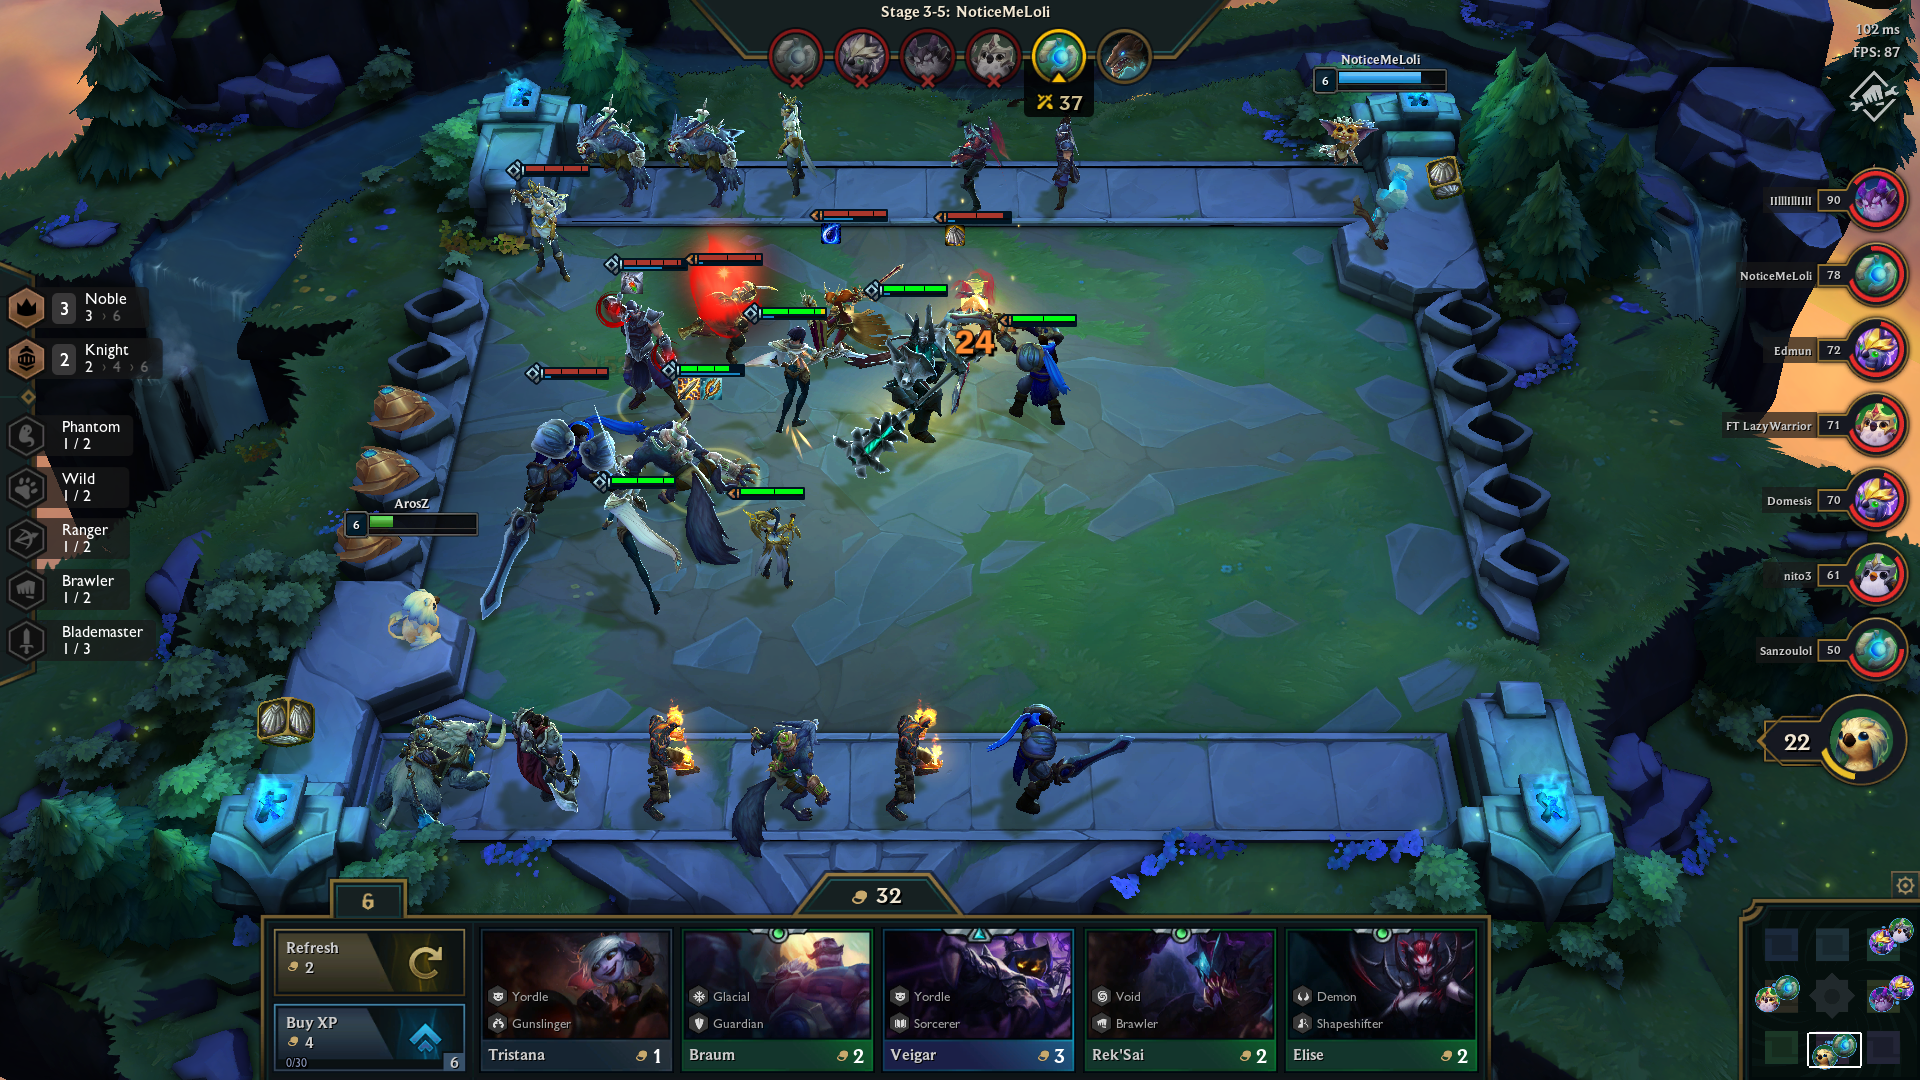 Stage 3-5: NoticeMeLoli
102 ms
FPS: 87
37
NoticeMeLoli
6
90
NoticeMeLoli 78
Edmun 72
FT LazyWarrior 71
Domesis 70
nito3 61
Sanzoulol 50
22
3 Noble
3 › 6
2 Knight
2 › 4 › 6
Phantom
1 / 2
Wild
1 / 2
Ranger
1 / 2
Brawler
1 / 2
Blademaster
1 / 3
24
ArosZ
6
6
32
Refresh
2
Buy XP
4
0/30
6
Yordle
Gunslinger
Tristana 1
Glacial
Guardian
Braum 2
Yordle
Sorcerer
Veigar 3
Void
Brawler
Rek'Sai 2
Demon
Shapeshifter
Elise 2